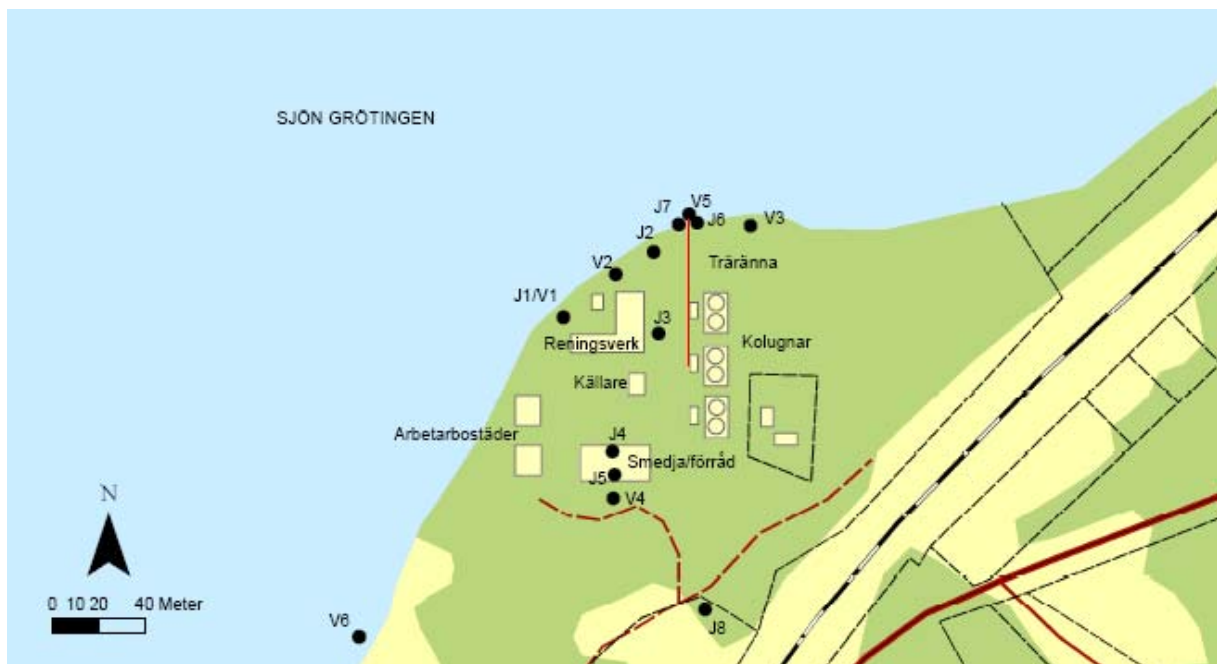 SJÖN GRÖTINGEN
V5
J7
J6
V3
J2
V2
Träränna
J1/V1
J3
Reningsverk
Kolugnar
Källare
Arbetarbostäder
J4
Smedja/förråd
J5
V4
N
0 10 20 40 Meter
V6
J8